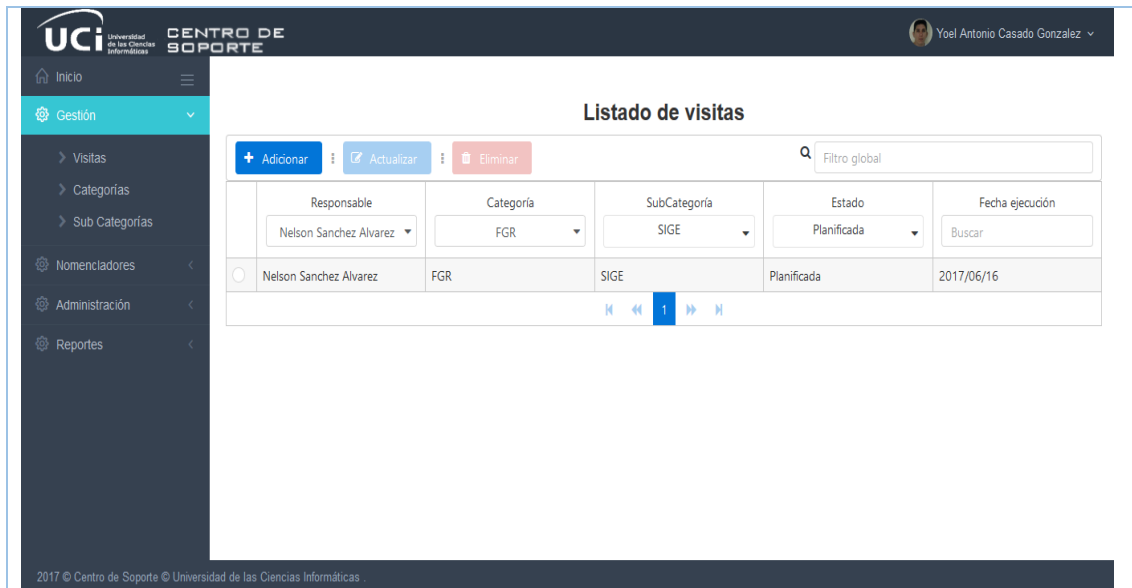 UCi Universidad de las Ciencias Informáticas
CENTRO DE SOPORTE
Yoel Antonio Casado Gonzalez
Inicio
Gestión
Visitas
Categorías
Sub Categorías
Nomencladores
Administración
Reportes
Listado de visitas
Adicionar Actualizar Eliminar Filtro global
Responsable Categoría SubCategoría Estado Fecha ejecución
Nelson Sanchez Alvarez FGR SIGE Planificada Buscar
Nelson Sanchez Alvarez FGR SIGE Planificada 2017/06/16
1
2017 © Centro de Soporte © Universidad de las Ciencias Informáticas .